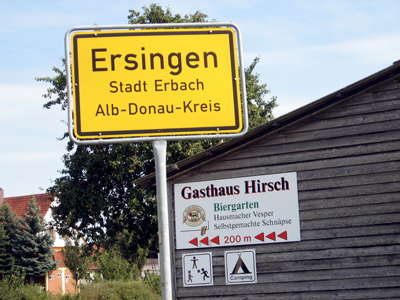 Ersingen
Stadt Erbach
Alb-Donau-Kreis
Gasthaus Hirsch
Biergarten
Hausmacher Vesper
Selbstgemachte Schnäpse
200 m
Camping